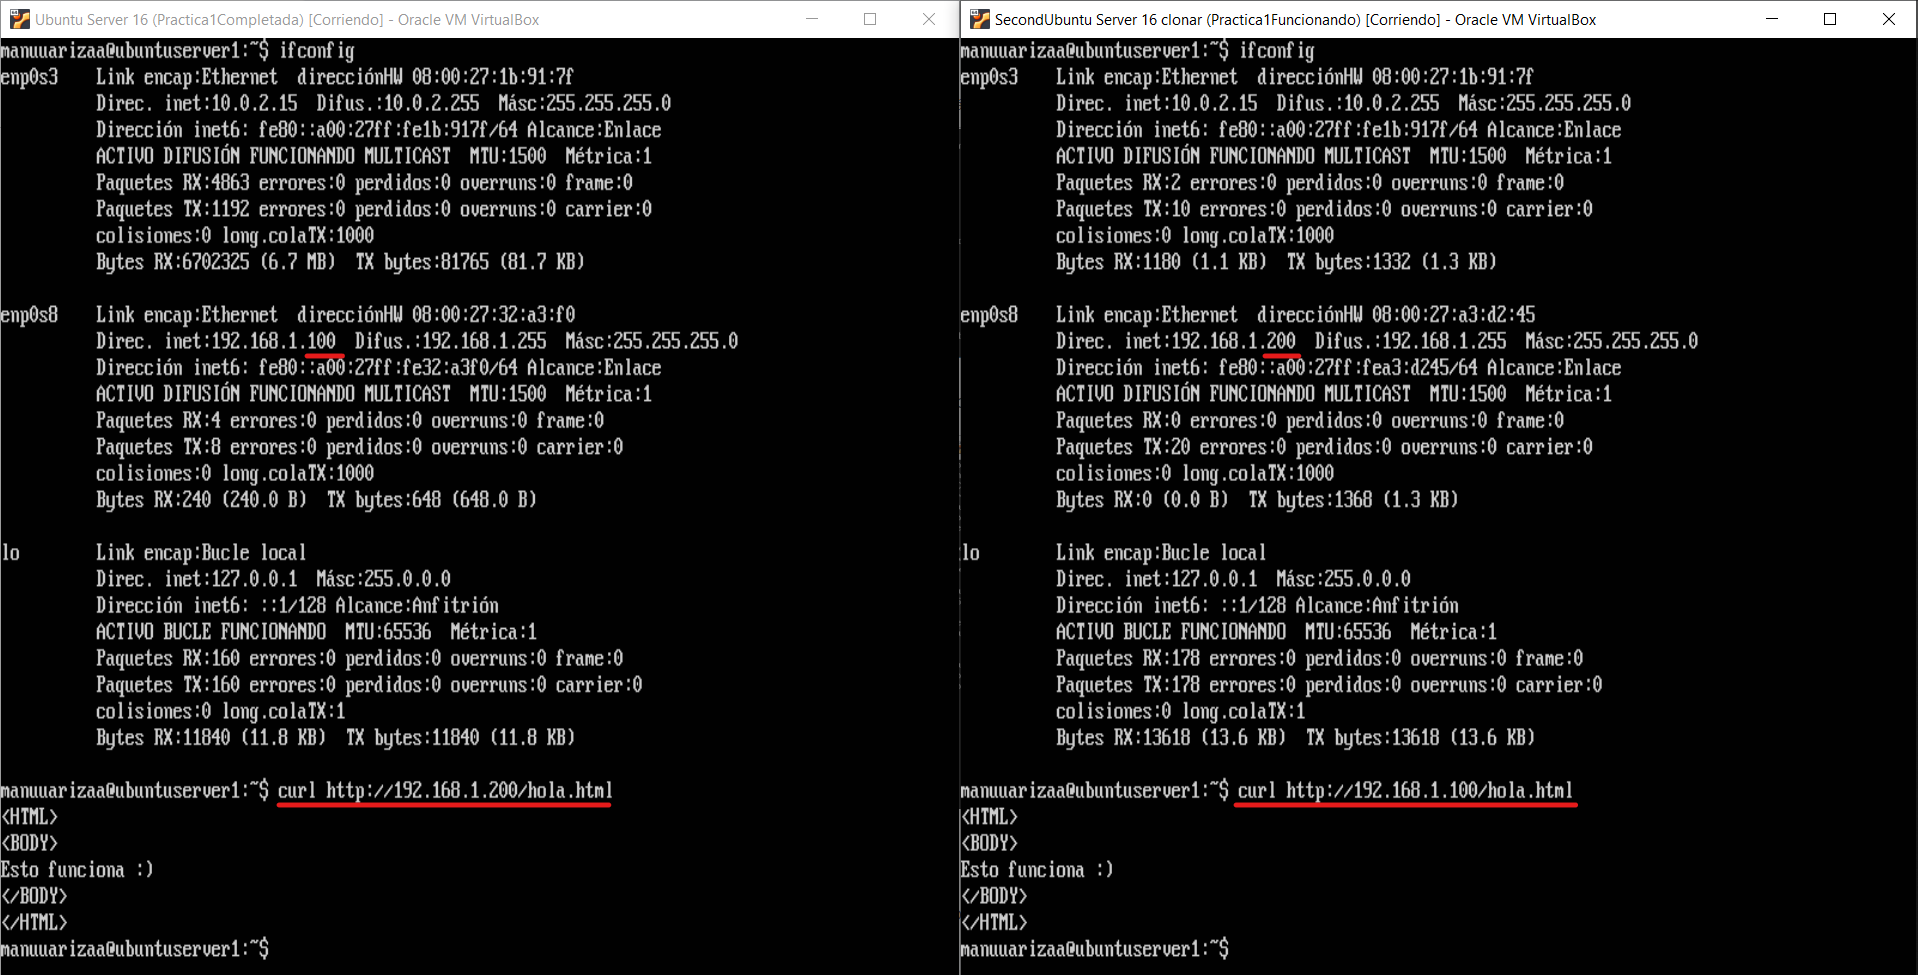 Ubuntu Server 16 (Practica1Completada) [Corriendo] - Oracle VM VirtualBox
manuuarizaa@ubuntuserver1:~$ ifconfig
enp0s3    Link encap:Ethernet  direcciónHW 08:00:27:1b:91:7f
Direc. inet:10.0.2.15  Difus.:10.0.2.255  Másc:255.255.255.0
Dirección inet6: fe80::a00:27ff:fe1b:917f/64 Alcance:Enlace
ACTIVO DIFUSIÓN FUNCIONANDO MULTICAST  MTU:1500  Métrica:1
Paquetes RX:4863 errores:0 perdidos:0 overruns:0 frame:0
Paquetes TX:1192 errores:0 perdidos:0 overruns:0 carrier:0
colisiones:0 long.colaTX:1000
Bytes RX:6702325 (6.7 MB)  TX bytes:81765 (81.7 KB)
enp0s8    Link encap:Ethernet  direcciónHW 08:00:27:32:a3:f0
Direc. inet:192.168.1.100  Difus.:192.168.1.255  Másc:255.255.255.0
Dirección inet6: fe80::a00:27ff:fe32:a3f0/64 Alcance:Enlace
ACTIVO DIFUSIÓN FUNCIONANDO MULTICAST  MTU:1500  Métrica:1
Paquetes RX:4 errores:0 perdidos:0 overruns:0 frame:0
Paquetes TX:8 errores:0 perdidos:0 overruns:0 carrier:0
colisiones:0 long.colaTX:1000
Bytes RX:240 (240.0 B)  TX bytes:648 (648.0 B)
lo        Link encap:Bucle local
Direc. inet:127.0.0.1  Másc:255.0.0.0
Dirección inet6: ::1/128 Alcance:Anfitrión
ACTIVO BUCLE FUNCIONANDO  MTU:65536  Métrica:1
Paquetes RX:160 errores:0 perdidos:0 overruns:0 frame:0
Paquetes TX:160 errores:0 perdidos:0 overruns:0 carrier:0
colisiones:0 long.colaTX:1
Bytes RX:11840 (11.8 KB)  TX bytes:11840 (11.8 KB)
manuuarizaa@ubuntuserver1:~$ curl http://192.168.1.200/hola.html
<HTML>
<BODY>
Esto funciona :)
</BODY>
</HTML>
manuuarizaa@ubuntuserver1:~$
SecondUbuntu Server 16 clonar (Practica1Funcionando) [Corriendo] - Oracle VM VirtualBox
manuuarizaa@ubuntuserver1:~$ ifconfig
enp0s3    Link encap:Ethernet  direcciónHW 08:00:27:1b:91:7f
Direc. inet:10.0.2.15  Difus.:10.0.2.255  Másc:255.255.255.0
Dirección inet6: fe80::a00:27ff:fe1b:917f/64 Alcance:Enlace
ACTIVO DIFUSIÓN FUNCIONANDO MULTICAST  MTU:1500  Métrica:1
Paquetes RX:2 errores:0 perdidos:0 overruns:0 frame:0
Paquetes TX:10 errores:0 perdidos:0 overruns:0 carrier:0
colisiones:0 long.colaTX:1000
Bytes RX:1180 (1.1 KB)  TX bytes:1332 (1.3 KB)
enp0s8    Link encap:Ethernet  direcciónHW 08:00:27:a3:d2:45
Direc. inet:192.168.1.200  Difus.:192.168.1.255  Másc:255.255.255.0
Dirección inet6: fe80::a00:27ff:fea3:d245/64 Alcance:Enlace
ACTIVO DIFUSIÓN FUNCIONANDO MULTICAST  MTU:1500  Métrica:1
Paquetes RX:0 errores:0 perdidos:0 overruns:0 frame:0
Paquetes TX:20 errores:0 perdidos:0 overruns:0 carrier:0
colisiones:0 long.colaTX:1000
Bytes RX:0 (0.0 B)  TX bytes:1368 (1.3 KB)
lo        Link encap:Bucle local
Direc. inet:127.0.0.1  Másc:255.0.0.0
Dirección inet6: ::1/128 Alcance:Anfitrión
ACTIVO BUCLE FUNCIONANDO  MTU:65536  Métrica:1
Paquetes RX:178 errores:0 perdidos:0 overruns:0 frame:0
Paquetes TX:178 errores:0 perdidos:0 overruns:0 carrier:0
colisiones:0 long.colaTX:1
Bytes RX:13618 (13.6 KB)  TX bytes:13618 (13.6 KB)
manuuarizaa@ubuntuserver1:~$ curl http://192.168.1.100/hola.html
<HTML>
<BODY>
Esto funciona :)
</BODY>
</HTML>
manuuarizaa@ubuntuserver1:~$